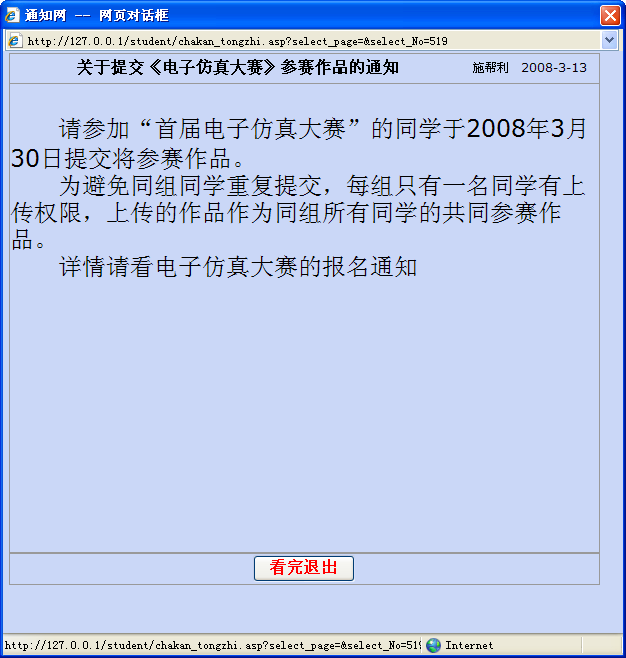 通知网 -- 网页对话框
http://127.0.0.1/student/chakan_tongzhi.asp?select_page=&select_No=519
关于提交《电子仿真大赛》参赛作品的通知 施帮利 2008-3-13
请参加“首届电子仿真大赛”的同学于2008年3月
30日提交将参赛作品。
为避免同组同学重复提交，每组只有一名同学有上
传权限，上传的作品作为同组所有同学的共同参赛作
品。
详情请看电子仿真大赛的报名通知
看完退出
http://127.0.0.1/student/chakan_tongzhi.asp?select_page=&select_No=519 Internet